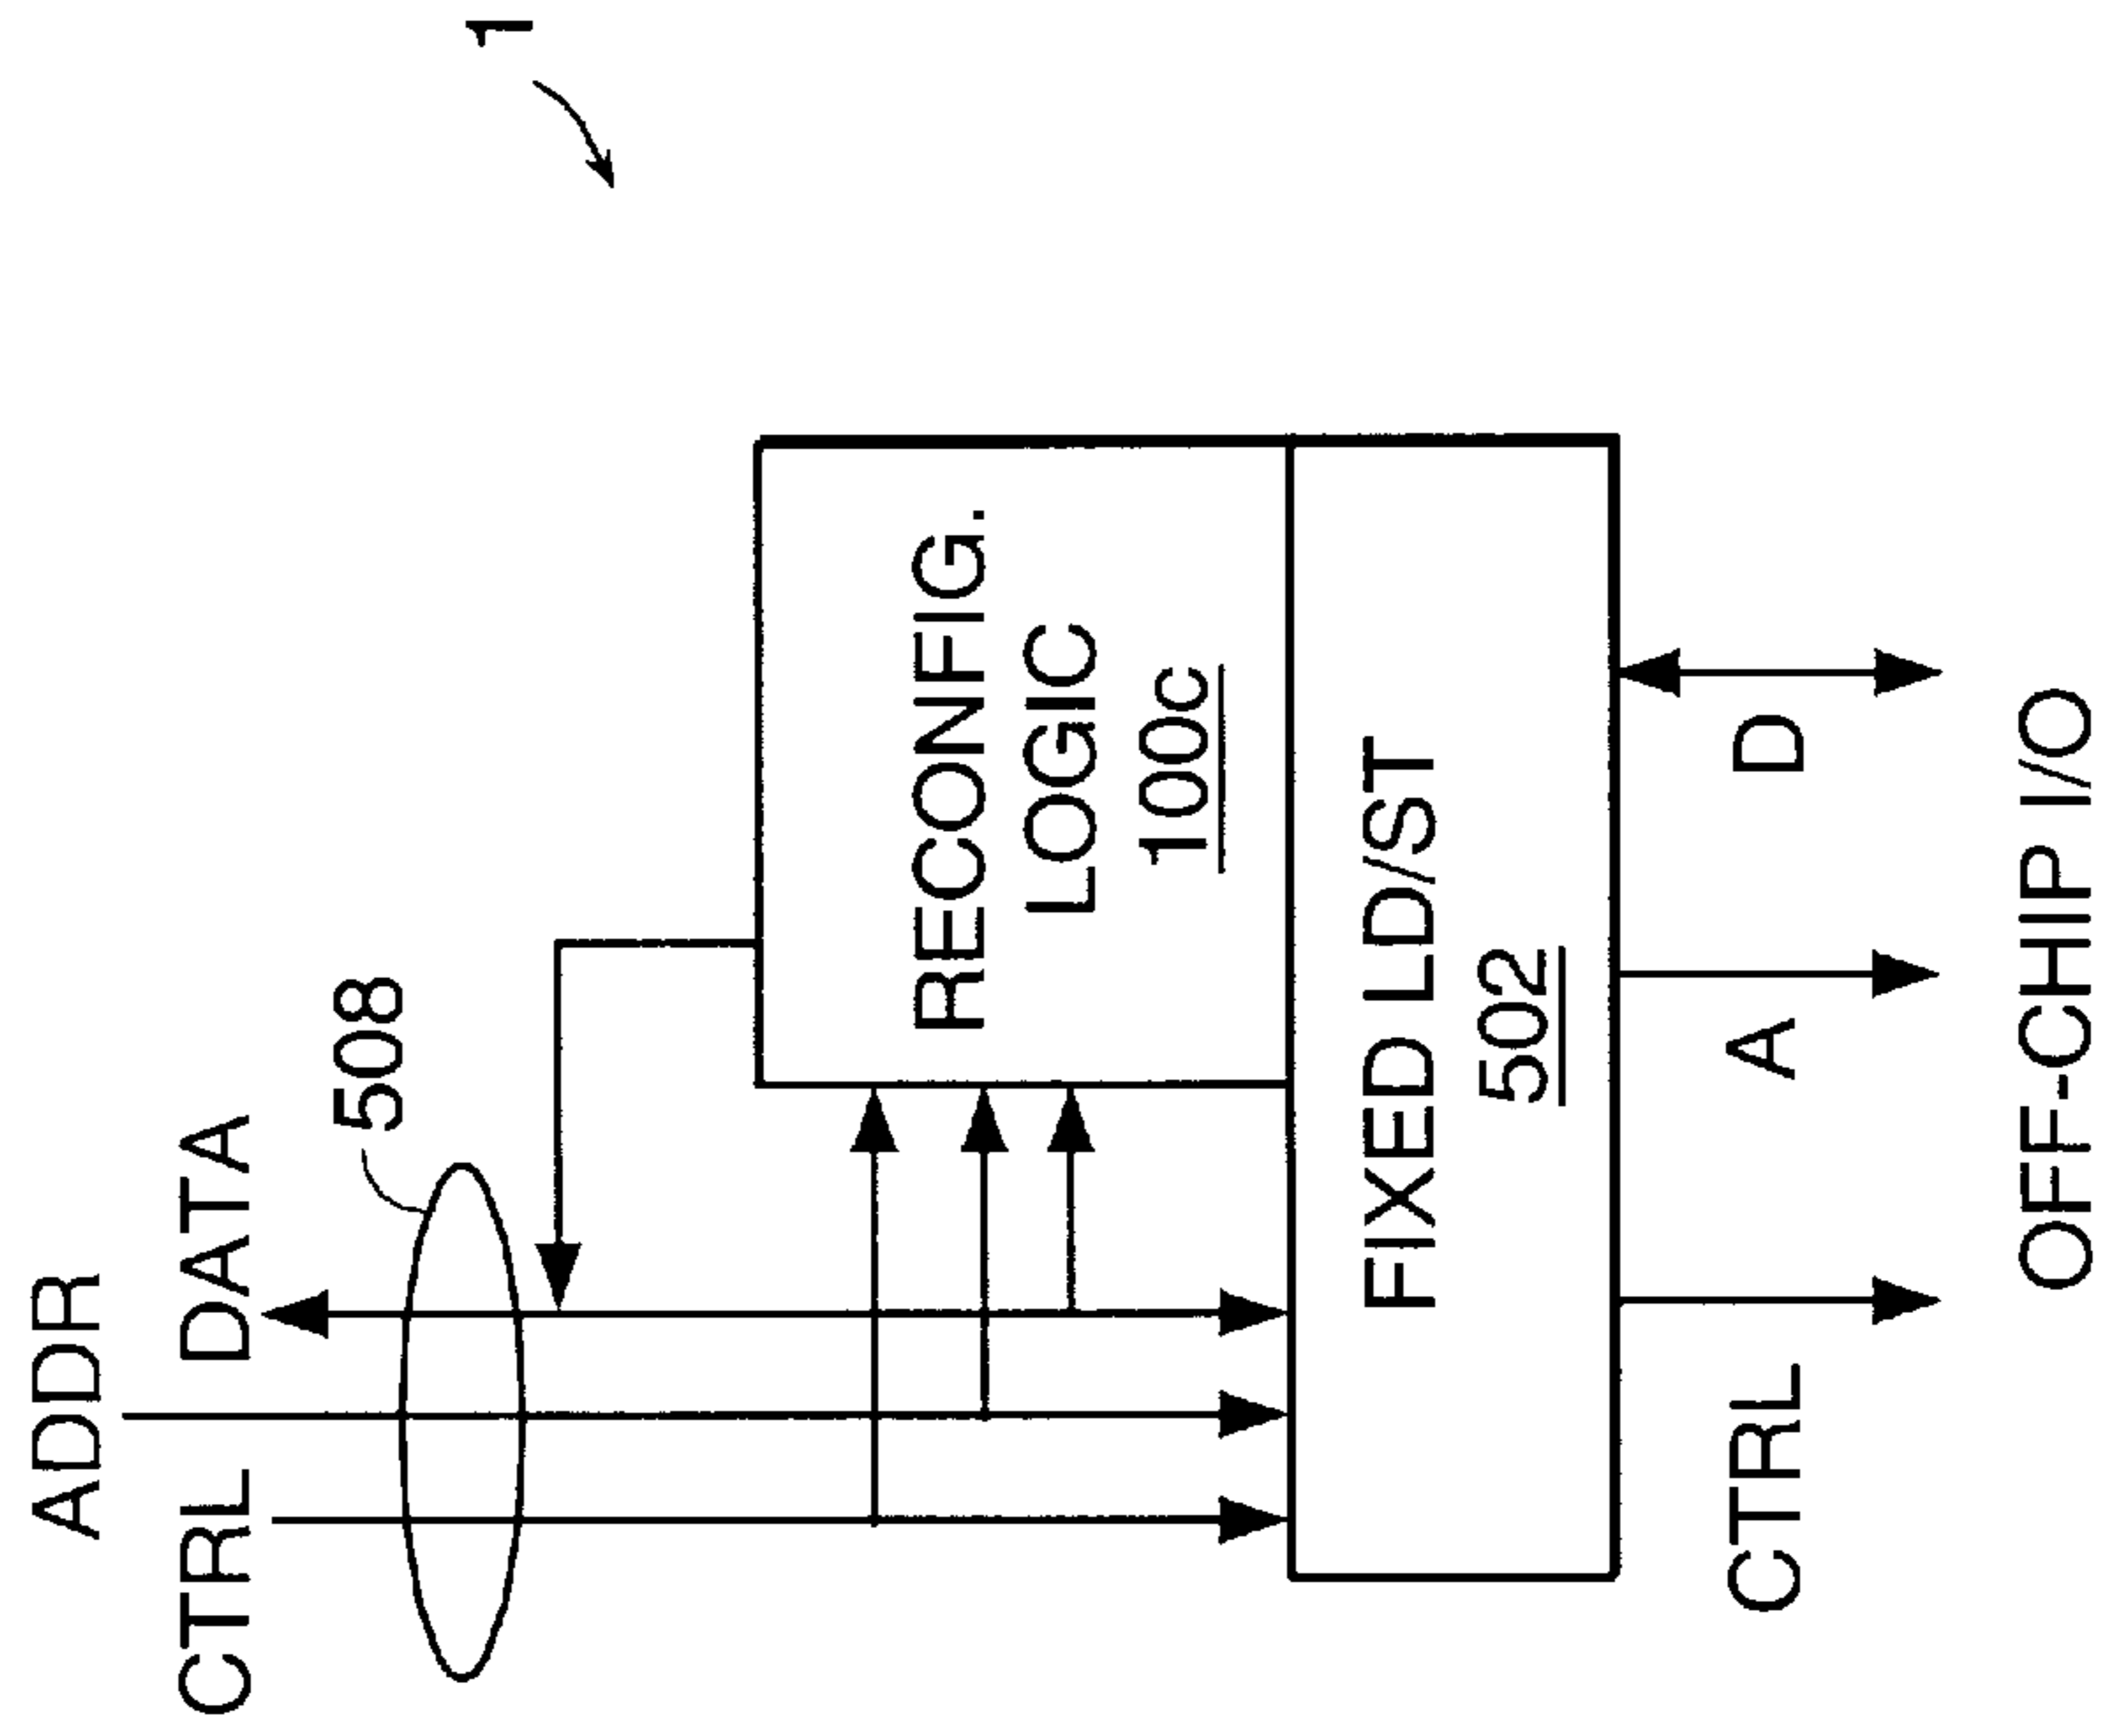 1
ADDR
CTRL
DATA
508
RECONFIG.
LOGIC
100c
FIXED LD/ST
502
CTRL
A
D
OFF-CHIP I/O